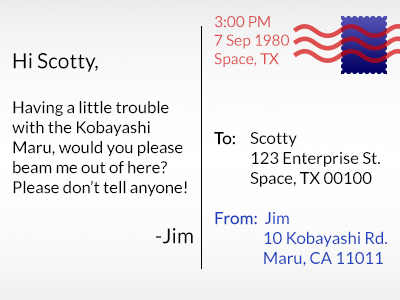 Hi Scotty,
Having a little trouble
with the Kobayashi
Maru, would you please
beam me out of here?
Please don't tell anyone!
-Jim
3:00 PM
7 Sep 1980
Space, TX
To: Scotty
123 Enterprise St.
Space, TX 00100
From: Jim
10 Kobayashi Rd.
Maru, CA 11011